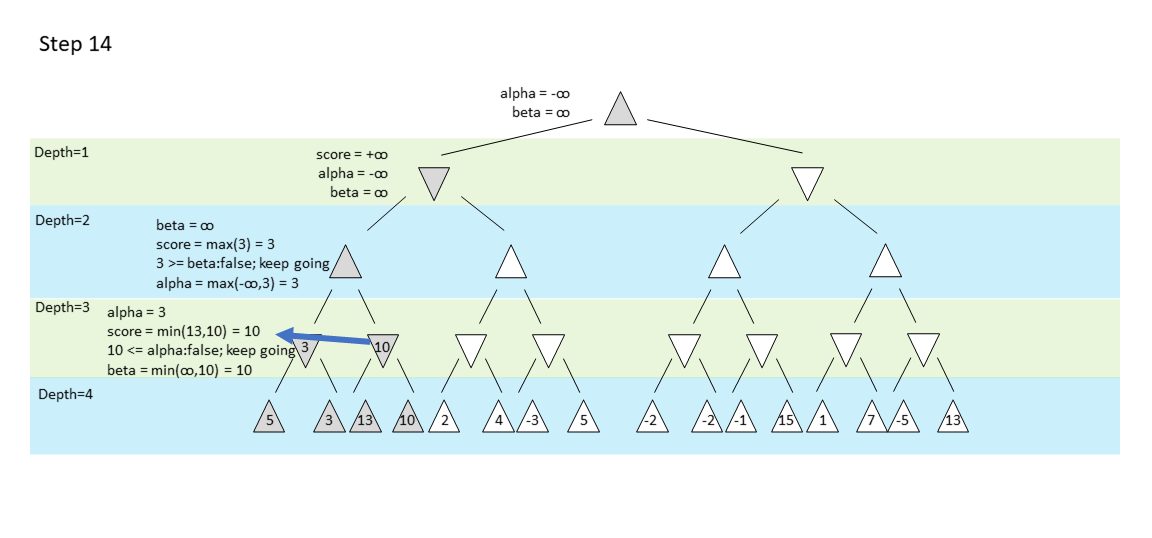 Step 14
alpha = -∞
beta = ∞
Depth=1
score = +∞
alpha = -∞
beta = ∞
Depth=2
beta = ∞
score = max(3) = 3
3 >= beta:false; keep going
alpha = max(-∞,3) = 3
Depth=3
alpha = 3
score = min(13,10) = 10
10 <= alpha:false; keep going
beta = min(∞,10) = 10
3 10
Depth=4
5 3 13 10 2 4 -3 5 -2 -2 -1 15 1 7 -5 13